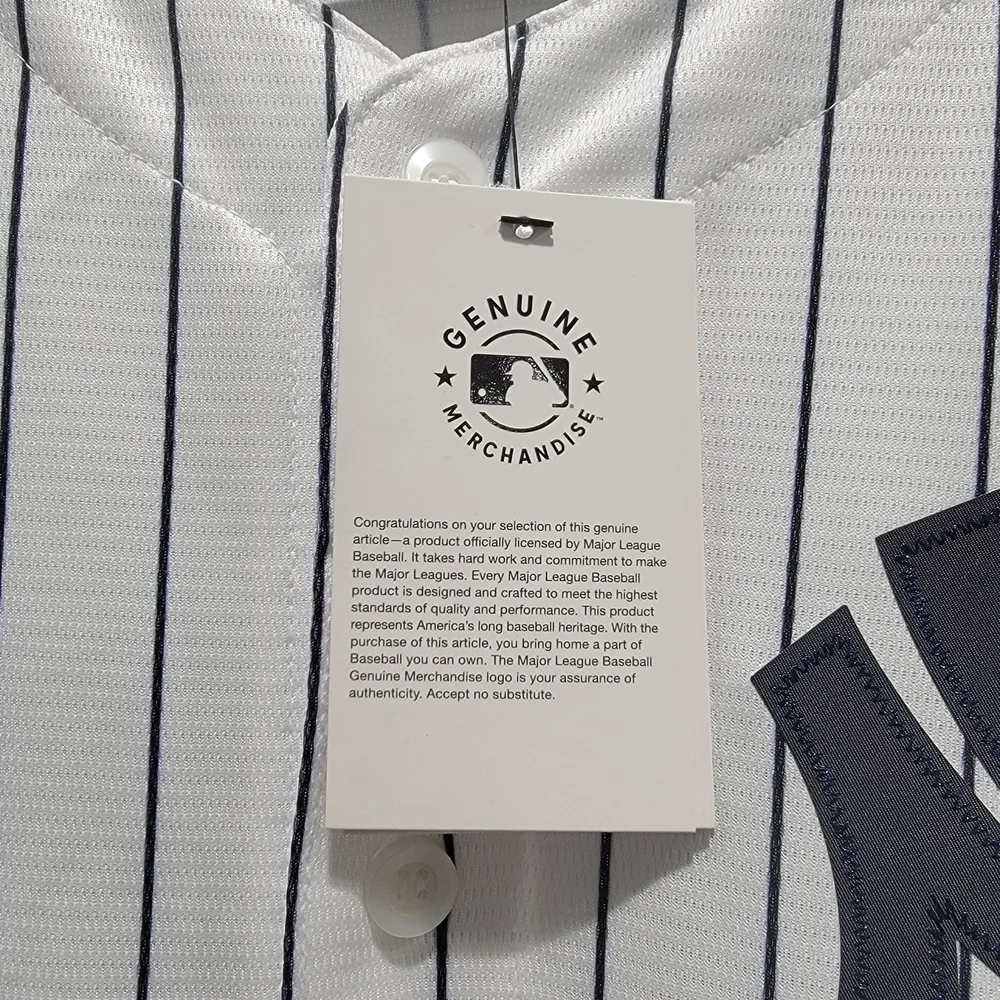 GENUINE
MERCHANDISE™
Congratulations on your selection of this genuine
article—a product officially licensed by Major League
Baseball. It takes hard work and commitment to make
the Major Leagues. Every Major League Baseball
product is designed and crafted to meet the highest
standards of quality and performance. This product
represents America's long baseball heritage. With the
purchase of this article, you bring home a part of
Baseball you can own. The Major League Baseball
Genuine Merchandise logo is your assurance of
authenticity. Accept no substitute.